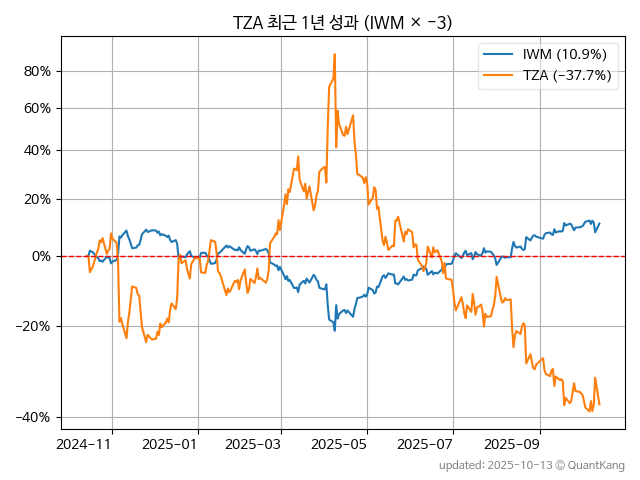 TZA 최근 1년 성과 (IWM × −3)
IWM (10.9%)
TZA (−37.7%)
80%
60%
40%
20%
0%
−20%
−40%
2024−11 2025−01 2025−03 2025−05 2025−07 2025−09
updated: 2025-10-13 © QuantKang